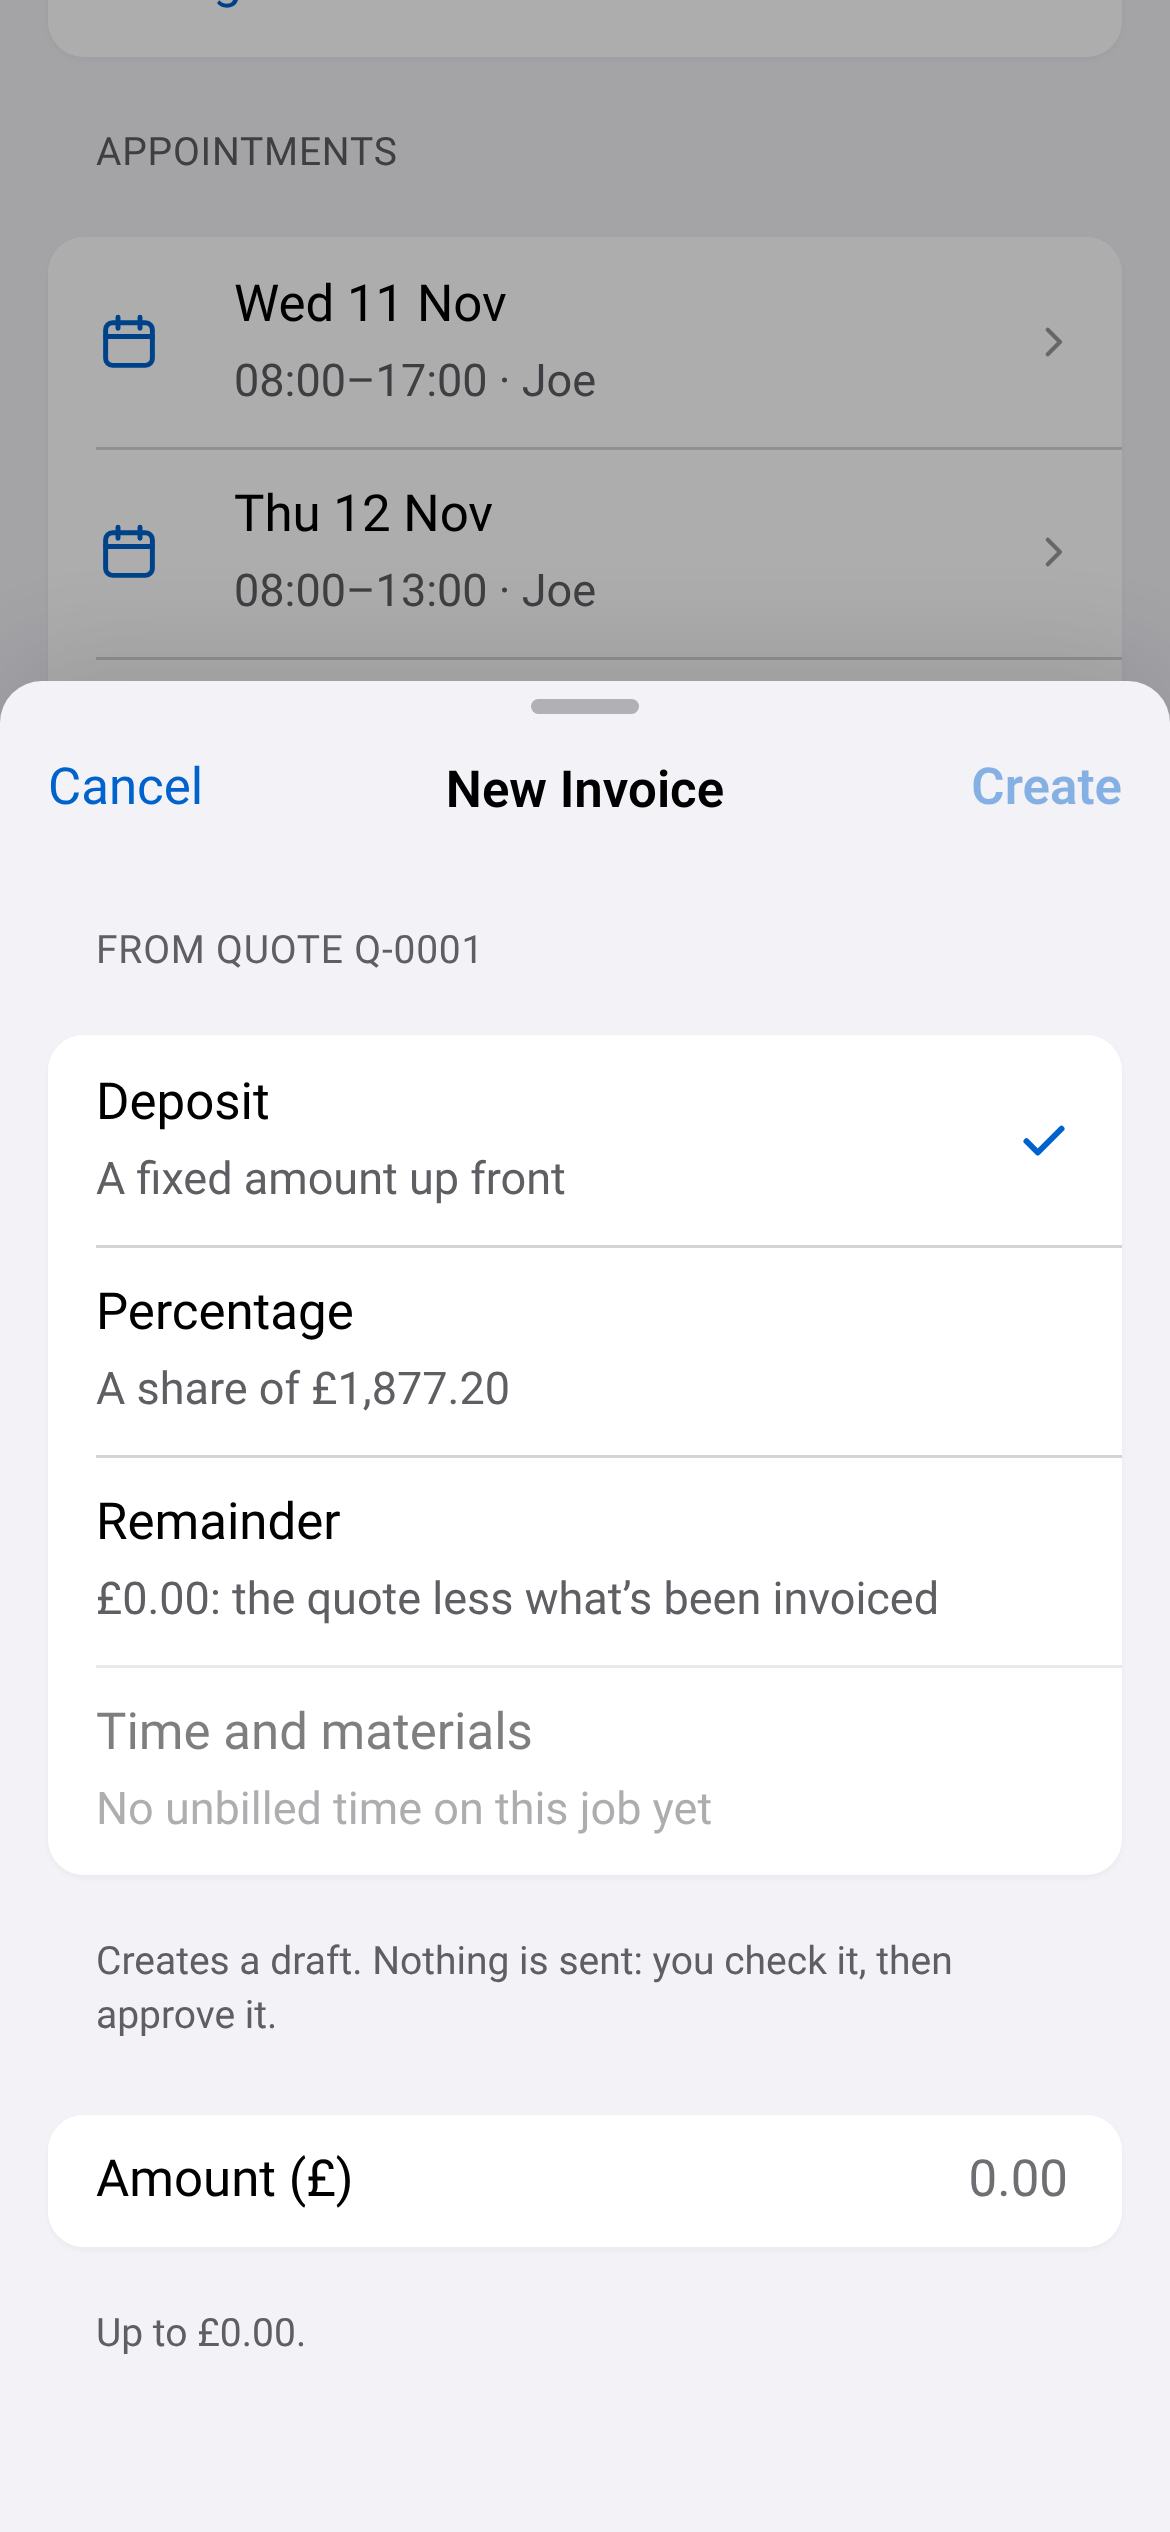 APPOINTMENTS
Wed 11 Nov
08:00–17:00 · Joe
Thu 12 Nov
08:00–13:00 · Joe
Cancel
New Invoice
Create
FROM QUOTE Q-0001
Deposit
A fixed amount up front
Percentage
A share of £1,877.20
Remainder
£0.00: the quote less what’s been invoiced
Time and materials
No unbilled time on this job yet
Creates a draft. Nothing is sent: you check it, then
approve it.
Amount (£)
0.00
Up to £0.00.